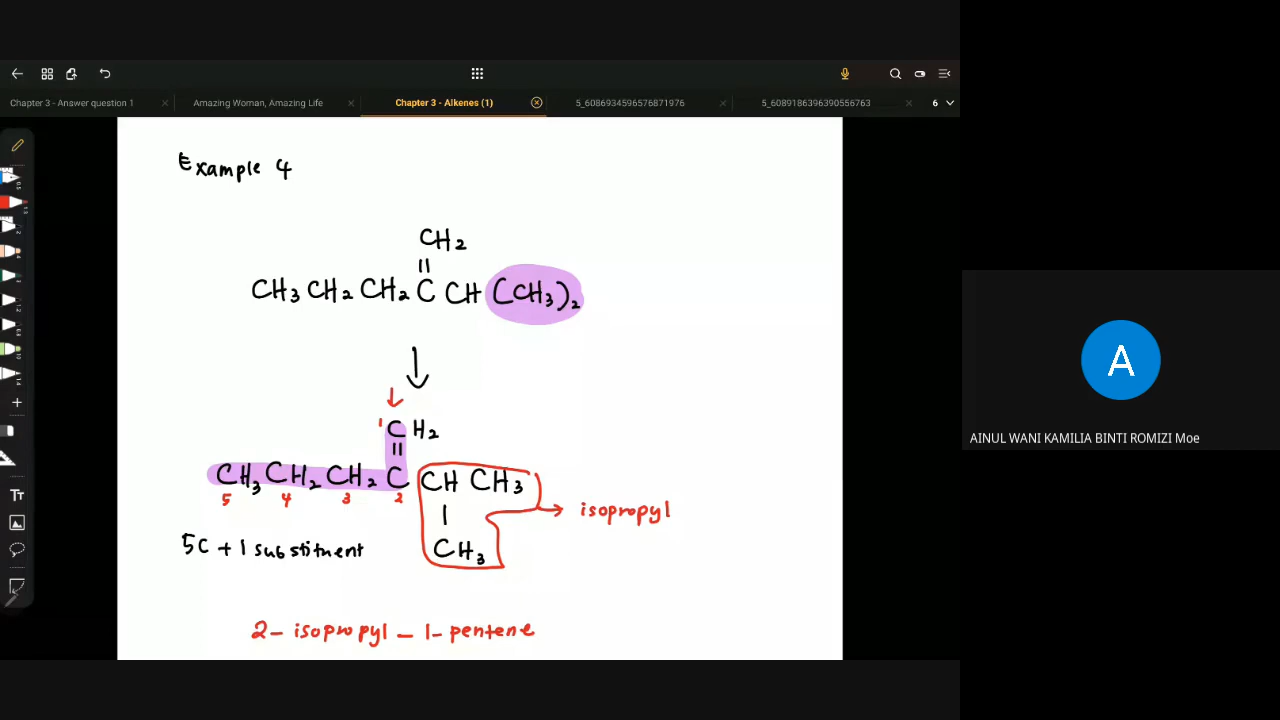 Chapter 3 - Answer question 1
Amazing Woman, Amazing Life
Chapter 3 - Alkenes (1)
5_6086934596576871976
5_6089186396390556763
6
Example 4
CH2
CH3 CH2 CH2 C CH (CH3)2
1 CH2
CH3 CH2 CH2 C CH CH3
5 4 3 2
isopropyl
CH3
5C + 1 substituent
2- isopropyl - 1- pentene
Tt
A
AINUL WANI KAMILIA BINTI ROMIZI Moe